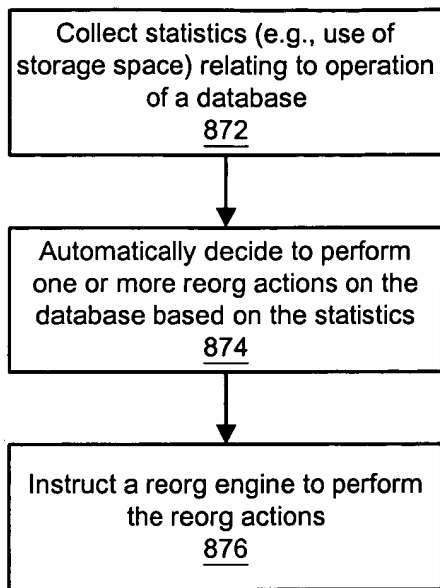 Collect statistics (e.g., use of
storage space) relating to operation
of a database
872
Automatically decide to perform
one or more reorg actions on the
database based on the statistics
874
Instruct a reorg engine to perform
the reorg actions
876